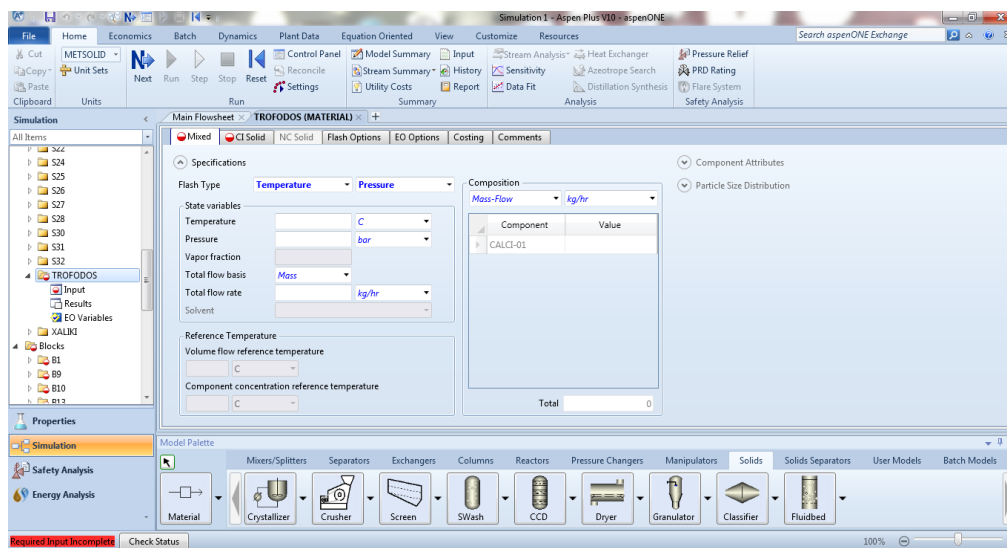 Simulation 1 - Aspen Plus V10 - aspenONE
File Home Economics Batch Dynamics Plant Data Equation Oriented View Customize Resources Search aspenONE Exchange
Cut METSOLID Control Panel Model Summary Input Stream Analysis Heat Exchanger Pressure Relief
Copy Unit Sets Next Run Step Stop Reset Reconcile Stream Summary History Sensitivity Azeotrope Search PRD Rating
Paste Settings Utility Costs Report Data Fit Distillation Synthesis Flare System
Clipboard Units Run Summary Analysis Safety Analysis
Simulation Main Flowsheet TROFODOS (MATERIAL)
All Items Mixed CI Solid NC Solid Flash Options EO Options Costing Comments
S22
S24
S25
S26
S27
S28
S30
S31
S32
TROFODOS
Input
Results
EO Variables
XALIKI
Blocks
B1
B9
B10
B13
Properties
Simulation
Safety Analysis
Energy Analysis
Specifications
Flash Type Temperature Pressure
State variables
Temperature C
Pressure bar
Vapor fraction
Total flow basis Mass
Total flow rate kg/hr
Solvent
Reference Temperature
Volume flow reference temperature
C
Component concentration reference temperature
C
Composition
Mass-Flow kg/hr
Component Value
CALCI-01
Total 0
Component Attributes
Particle Size Distribution
Model Palette
Mixers/Splitters Separators Exchangers Columns Reactors Pressure Changers Manipulators Solids Solids Separators User Models Batch Models
Material Crystallizer Crusher Screen SWash CCD Dryer Granulator Classifier Fluidbed
Required Input Incomplete Check Status 100%